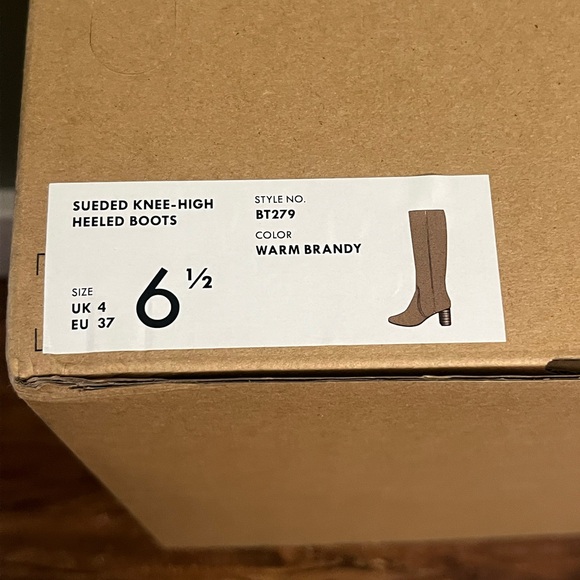 SUEDED KNEE-HIGH
HEELED BOOTS
STYLE NO.
BT279
COLOR
WARM BRANDY
SIZE
UK 4
EU 37
6 ½